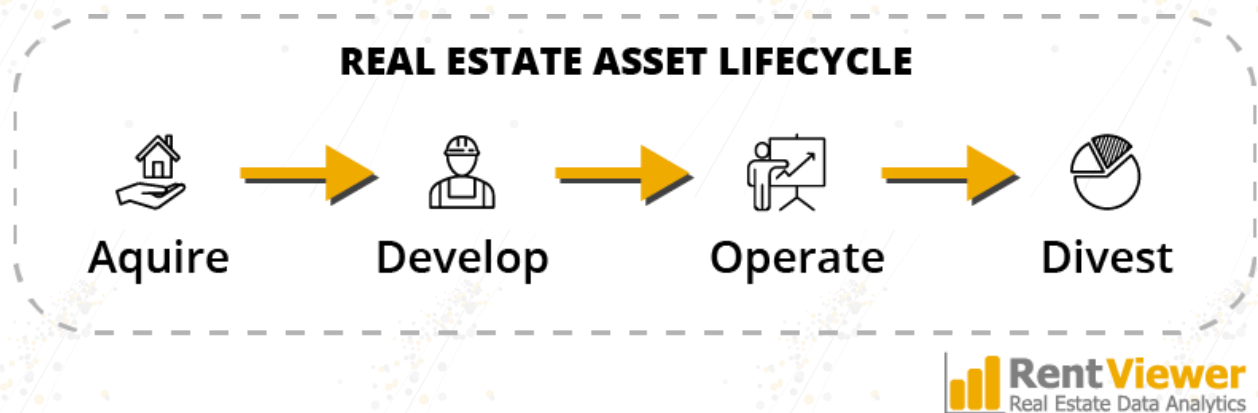 REAL ESTATE ASSET LIFECYCLE
Aquire Develop Operate Divest
RentViewer
Real Estate Data Analytics